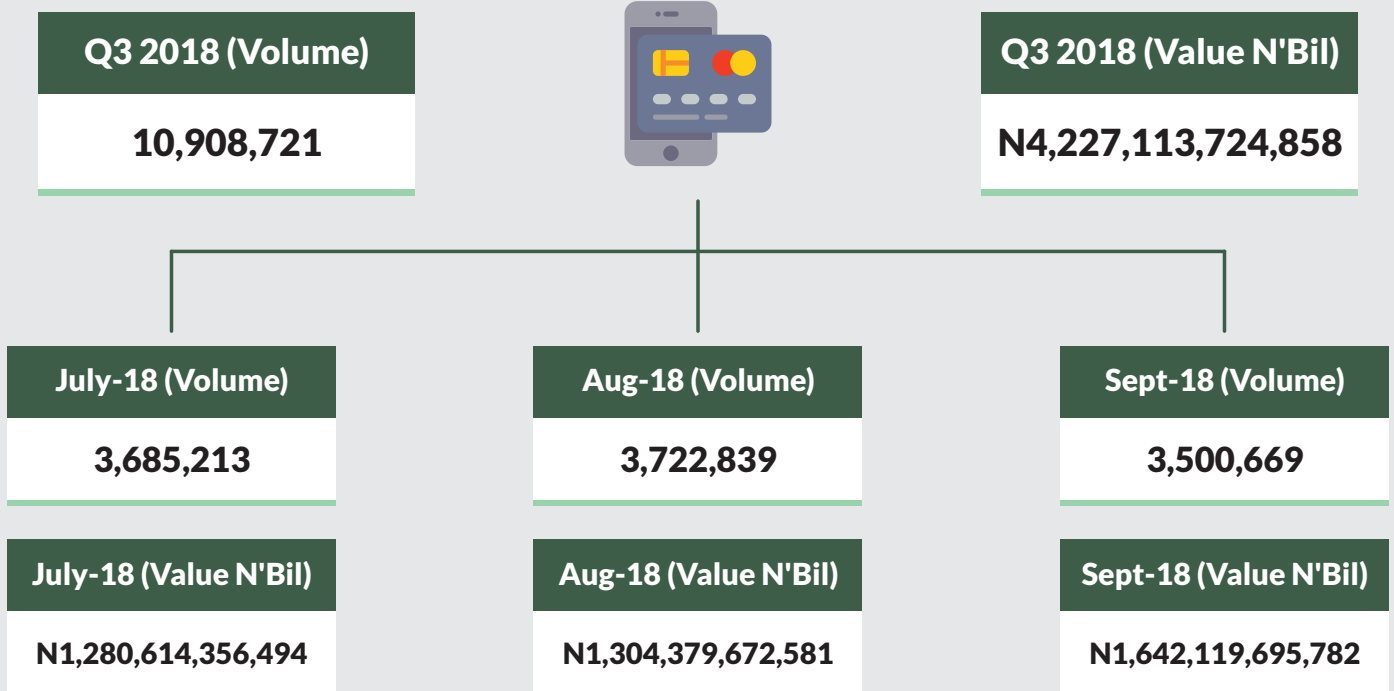 Q3 2018 (Volume)
10,908,721
Q3 2018 (Value N'Bil)
N4,227,113,724,858
July-18 (Volume)
3,685,213
Aug-18 (Volume)
3,722,839
Sept-18 (Volume)
3,500,669
July-18 (Value N'Bil)
N1,280,614,356,494
Aug-18 (Value N'Bil)
N1,304,379,672,581
Sept-18 (Value N'Bil)
N1,642,119,695,782